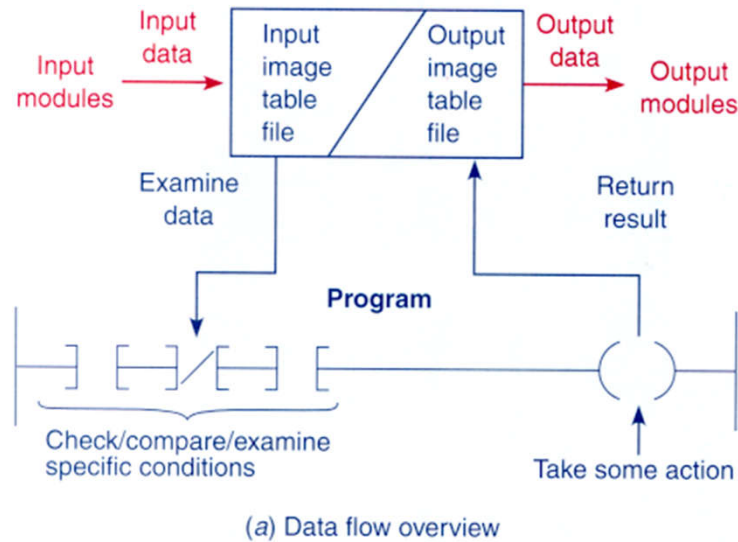 Input
modules
Input
data
Input
image
table
file
Output
image
table
file
Output
data
Output
modules
Examine
data
Return
result
Program
Check/compare/examine
specific conditions
Take some action
(a) Data flow overview